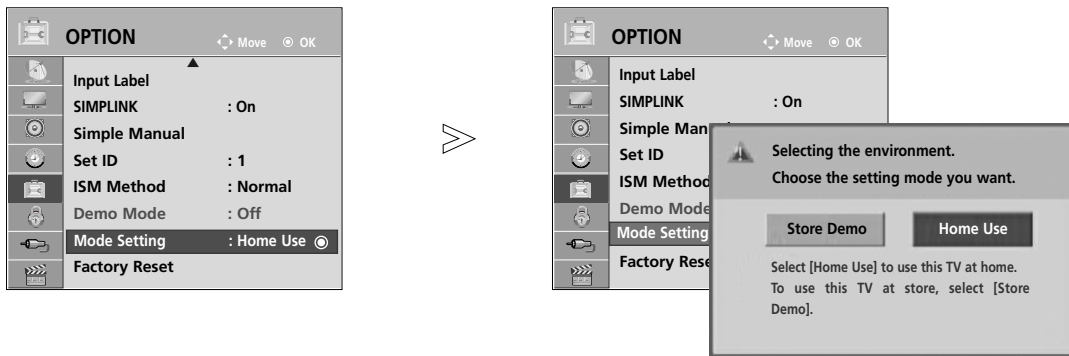 OPTION
Move OK
Input Label
SIMPLINK : On
Simple Manual
Set ID : 1
ISM Method : Normal
Demo Mode : Off
Mode Setting : Home Use
Factory Reset
OPTION
Move OK
Input Label
SIMPLINK : On
Simple Man
Set ID
ISM Method
Demo Mode
Mode Setting
Factory Rese
Selecting the environment.
Choose the setting mode you want.
Store Demo Home Use
Select [Home Use] to use this TV at home.
To use this TV at store, select [Store
Demo].